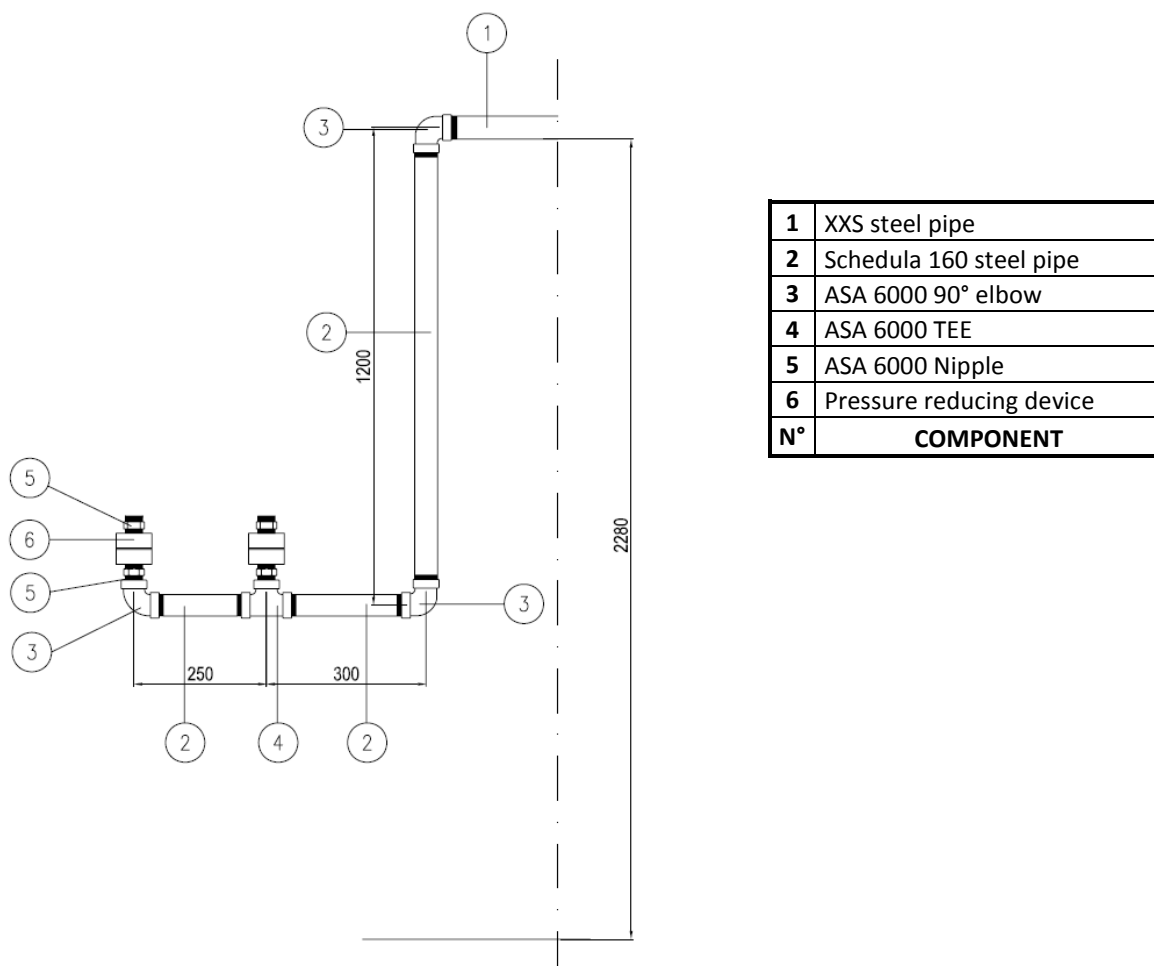 1
3
2
1200
2280
5
6
5
3
3
250
300
2
4
2
1 XXS steel pipe
2 Schedula 160 steel pipe
3 ASA 6000 90° elbow
4 ASA 6000 TEE
5 ASA 6000 Nipple
6 Pressure reducing device
N° COMPONENT